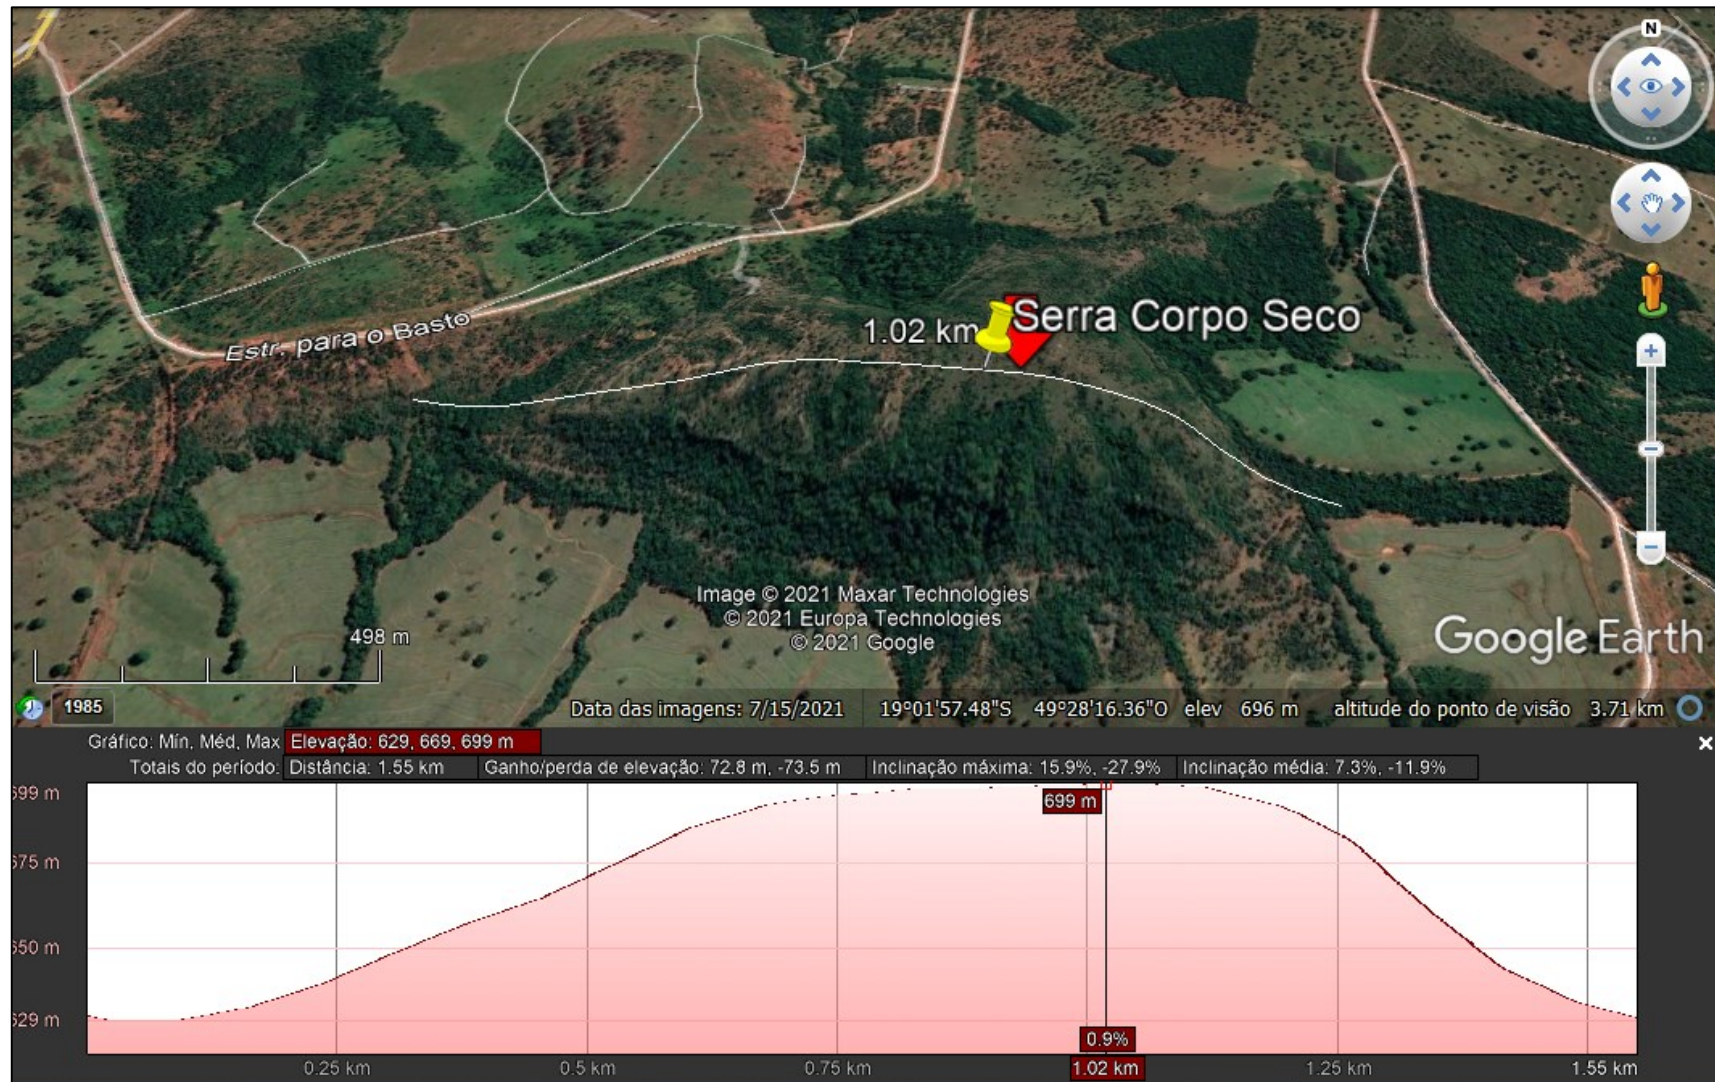 N
Estr. para o Basto
1.02 km
Serra Corpo Seco
Image © 2021 Maxar Technologies
© 2021 Europa Technologies
© 2021 Google
498 m
Google Earth
1985
Data das imagens: 7/15/2021 19°01'57.48"S 49°28'16.36"O elev 696 m altitude do ponto de visão 3.71 km
Gráfico: Mín, Méd, Max Elevação: 629, 669, 699 m
Totais do período: Distância: 1.55 km Ganho/perda de elevação: 72.8 m, -73.5 m Inclinação máxima: 15.9%, -27.9% Inclinação média: 7.3%, -11.9%
699 m
699 m
675 m
650 m
629 m
0.9%
0.25 km 0.5 km 0.75 km 1.02 km 1.25 km 1.55 km